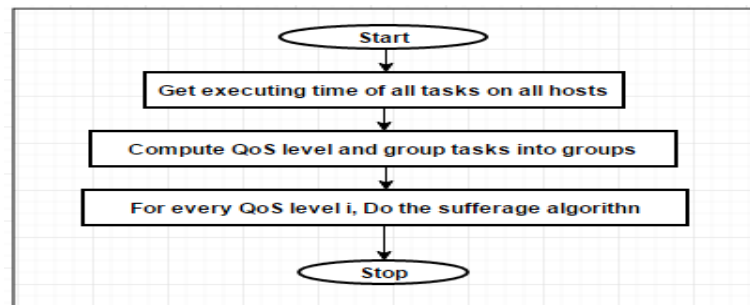 Start
Get executing time of all tasks on all hosts
Compute QoS level and group tasks into groups
For every QoS level i, Do the sufferage algorithn
Stop